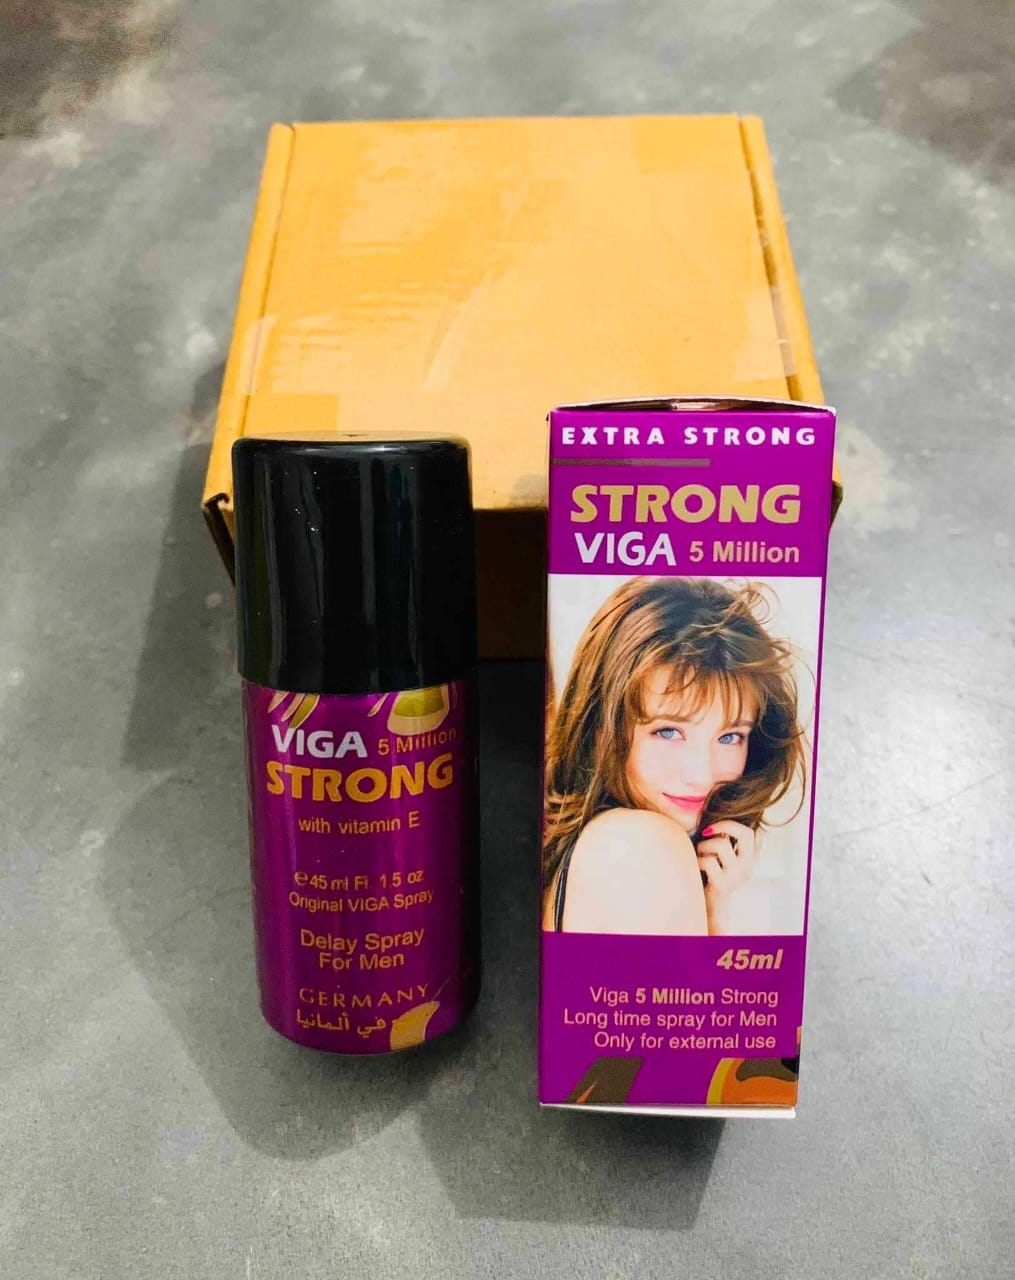 VIGA 5 Million
STRONG
with vitamin E
e 45 ml Fl. 1 5 oz
Original VIGA Spray
Delay Spray
For Men
GERMANY
في ألمانيا
EXTRA STRONG
STRONG
VIGA 5 Million
45ml
Viga 5 Million Strong
Long time spray for Men
Only for external use